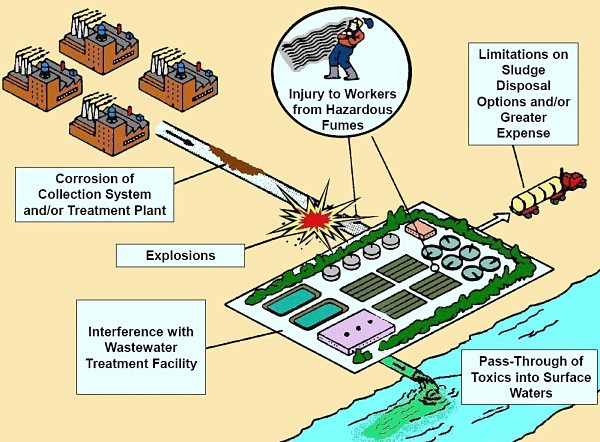 Injury to Workers
from Hazardous
Fumes
Limitations on
Sludge
Disposal
Options and/or
Greater
Expense
Corrosion of
Collection System
and/or Treatment Plant
Explosions
Interference with
Wastewater
Treatment Facility
Pass-Through of
Toxics into Surface
Waters